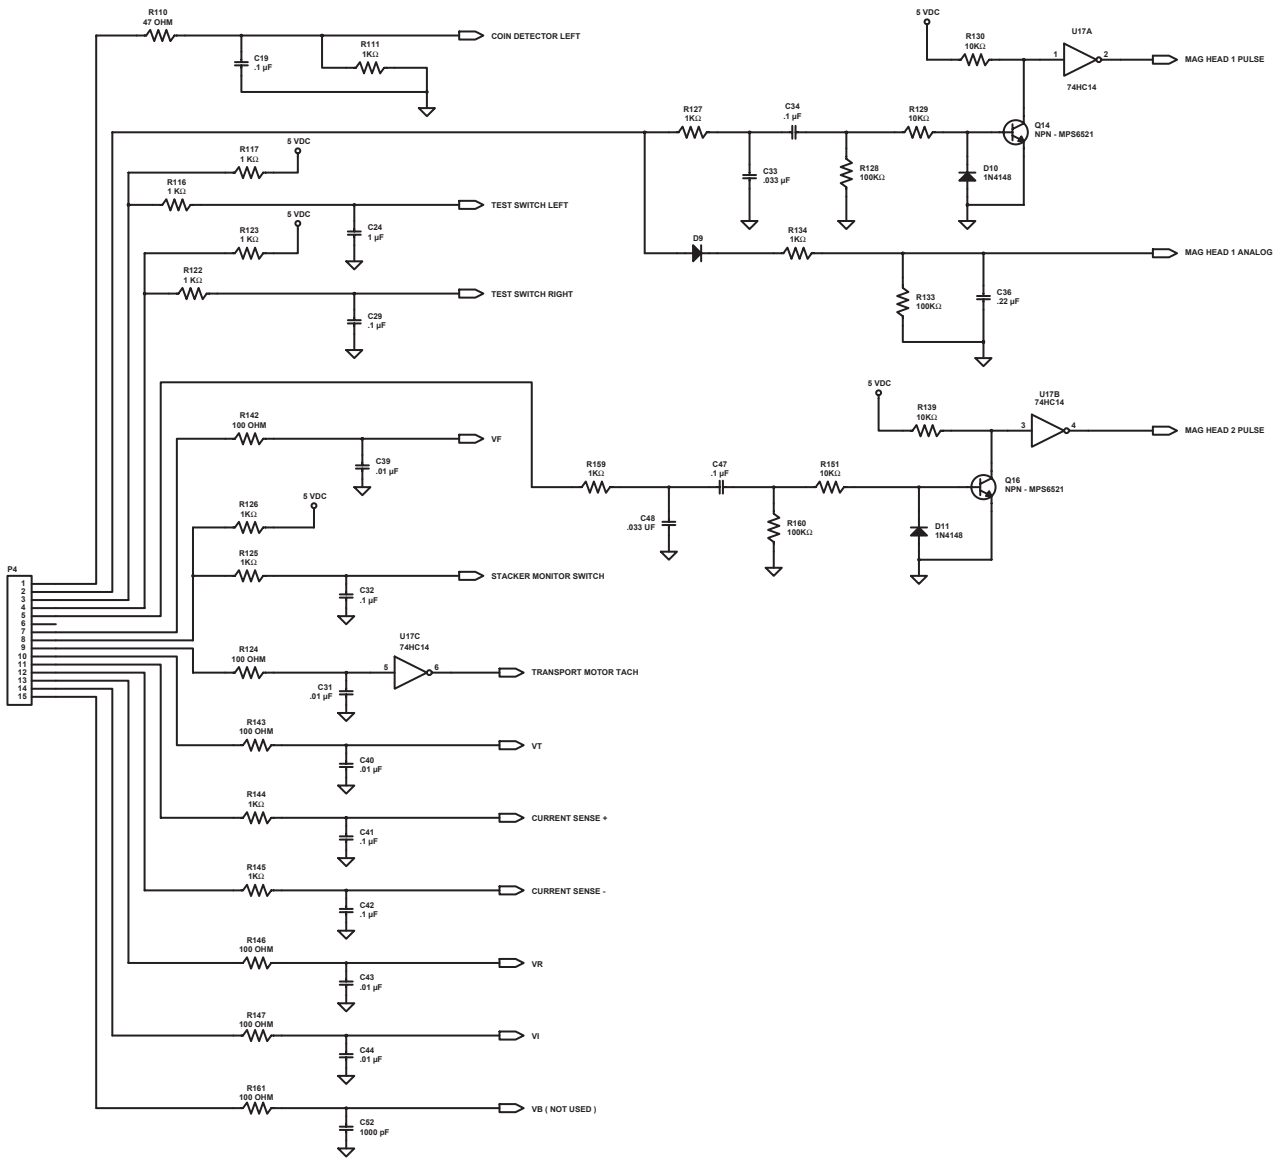 R110
47 OHM
COIN DETECTOR LEFT
C19
.1 µF
R111
1KΩ
5 VDC
R130
10KΩ
U17A
1
2
74HC14
MAG HEAD 1 PULSE
R127
1KΩ
C34
.1 µF
R129
10KΩ
Q14
NPN - MPS6521
C33
.033 µF
R128
100KΩ
D10
1N4148
R117
1 KΩ
5 VDC
R116
1 KΩ
TEST SWITCH LEFT
C24
1 µF
R123
1 KΩ
5 VDC
R122
1 KΩ
TEST SWITCH RIGHT
C29
.1 µF
D9
R134
1KΩ
MAG HEAD 1 ANALOG
R133
100KΩ
C36
.22 µF
5 VDC
R139
10KΩ
U17B
74HC14
3
4
MAG HEAD 2 PULSE
R142
100 OHM
VF
C39
.01 µF
R159
1KΩ
C47
.1 µF
R151
10KΩ
Q16
NPN - MPS6521
C48
.033 UF
R160
100KΩ
D11
1N4148
R126
1KΩ
5 VDC
R125
1KΩ
STACKER MONITOR SWITCH
C32
.1 µF
P4
1
2
3
4
5
6
7
8
9
10
11
12
13
14
15
R124
100 OHM
U17C
74HC14
5
6
TRANSPORT MOTOR TACH
C31
.01 µF
R143
100 OHM
VT
C40
.01 µF
R144
1KΩ
CURRENT SENSE +
C41
.1 µF
R145
1KΩ
CURRENT SENSE -
C42
.1 µF
R146
100 OHM
VR
C43
.01 µF
R147
100 OHM
VI
C44
.01 µF
R161
100 OHM
VB ( NOT USED )
C52
1000 pF